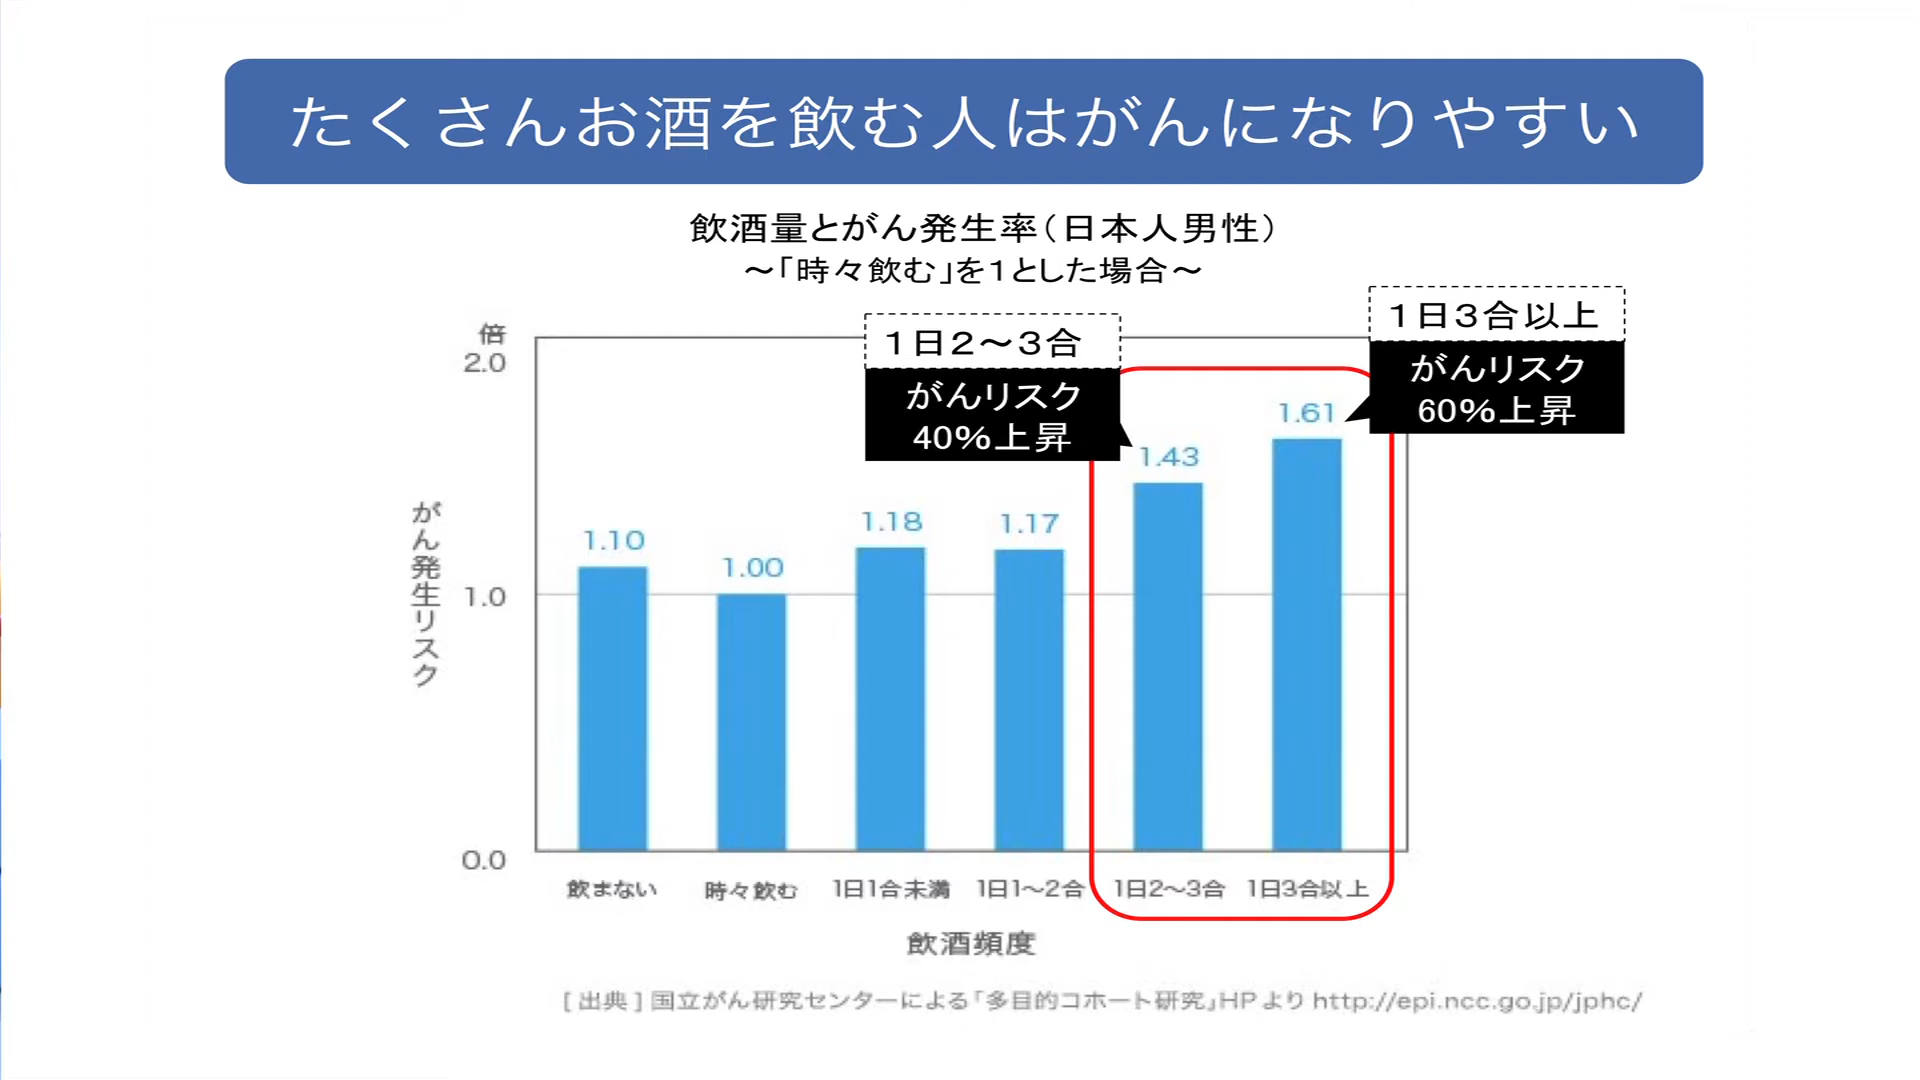 たくさんお酒を飲む人はがんになりやすい
飲酒量とがん発生率（日本人男性）
～「時々飲む」を１とした場合～
１日２～３合
がんリスク
40％上昇
１日３合以上
がんリスク
60％上昇
倍
2.0
1.0
0.0
がん発生リスク
1.10
1.00
1.18
1.17
1.43
1.61
飲まない
時々飲む
1日1合未満
1日1～2合
1日2～3合
1日3合以上
飲酒頻度
[ 出典 ] 国立がん研究センターによる「多目的コホート研究」HP より http://epi.ncc.go.jp/jphc/